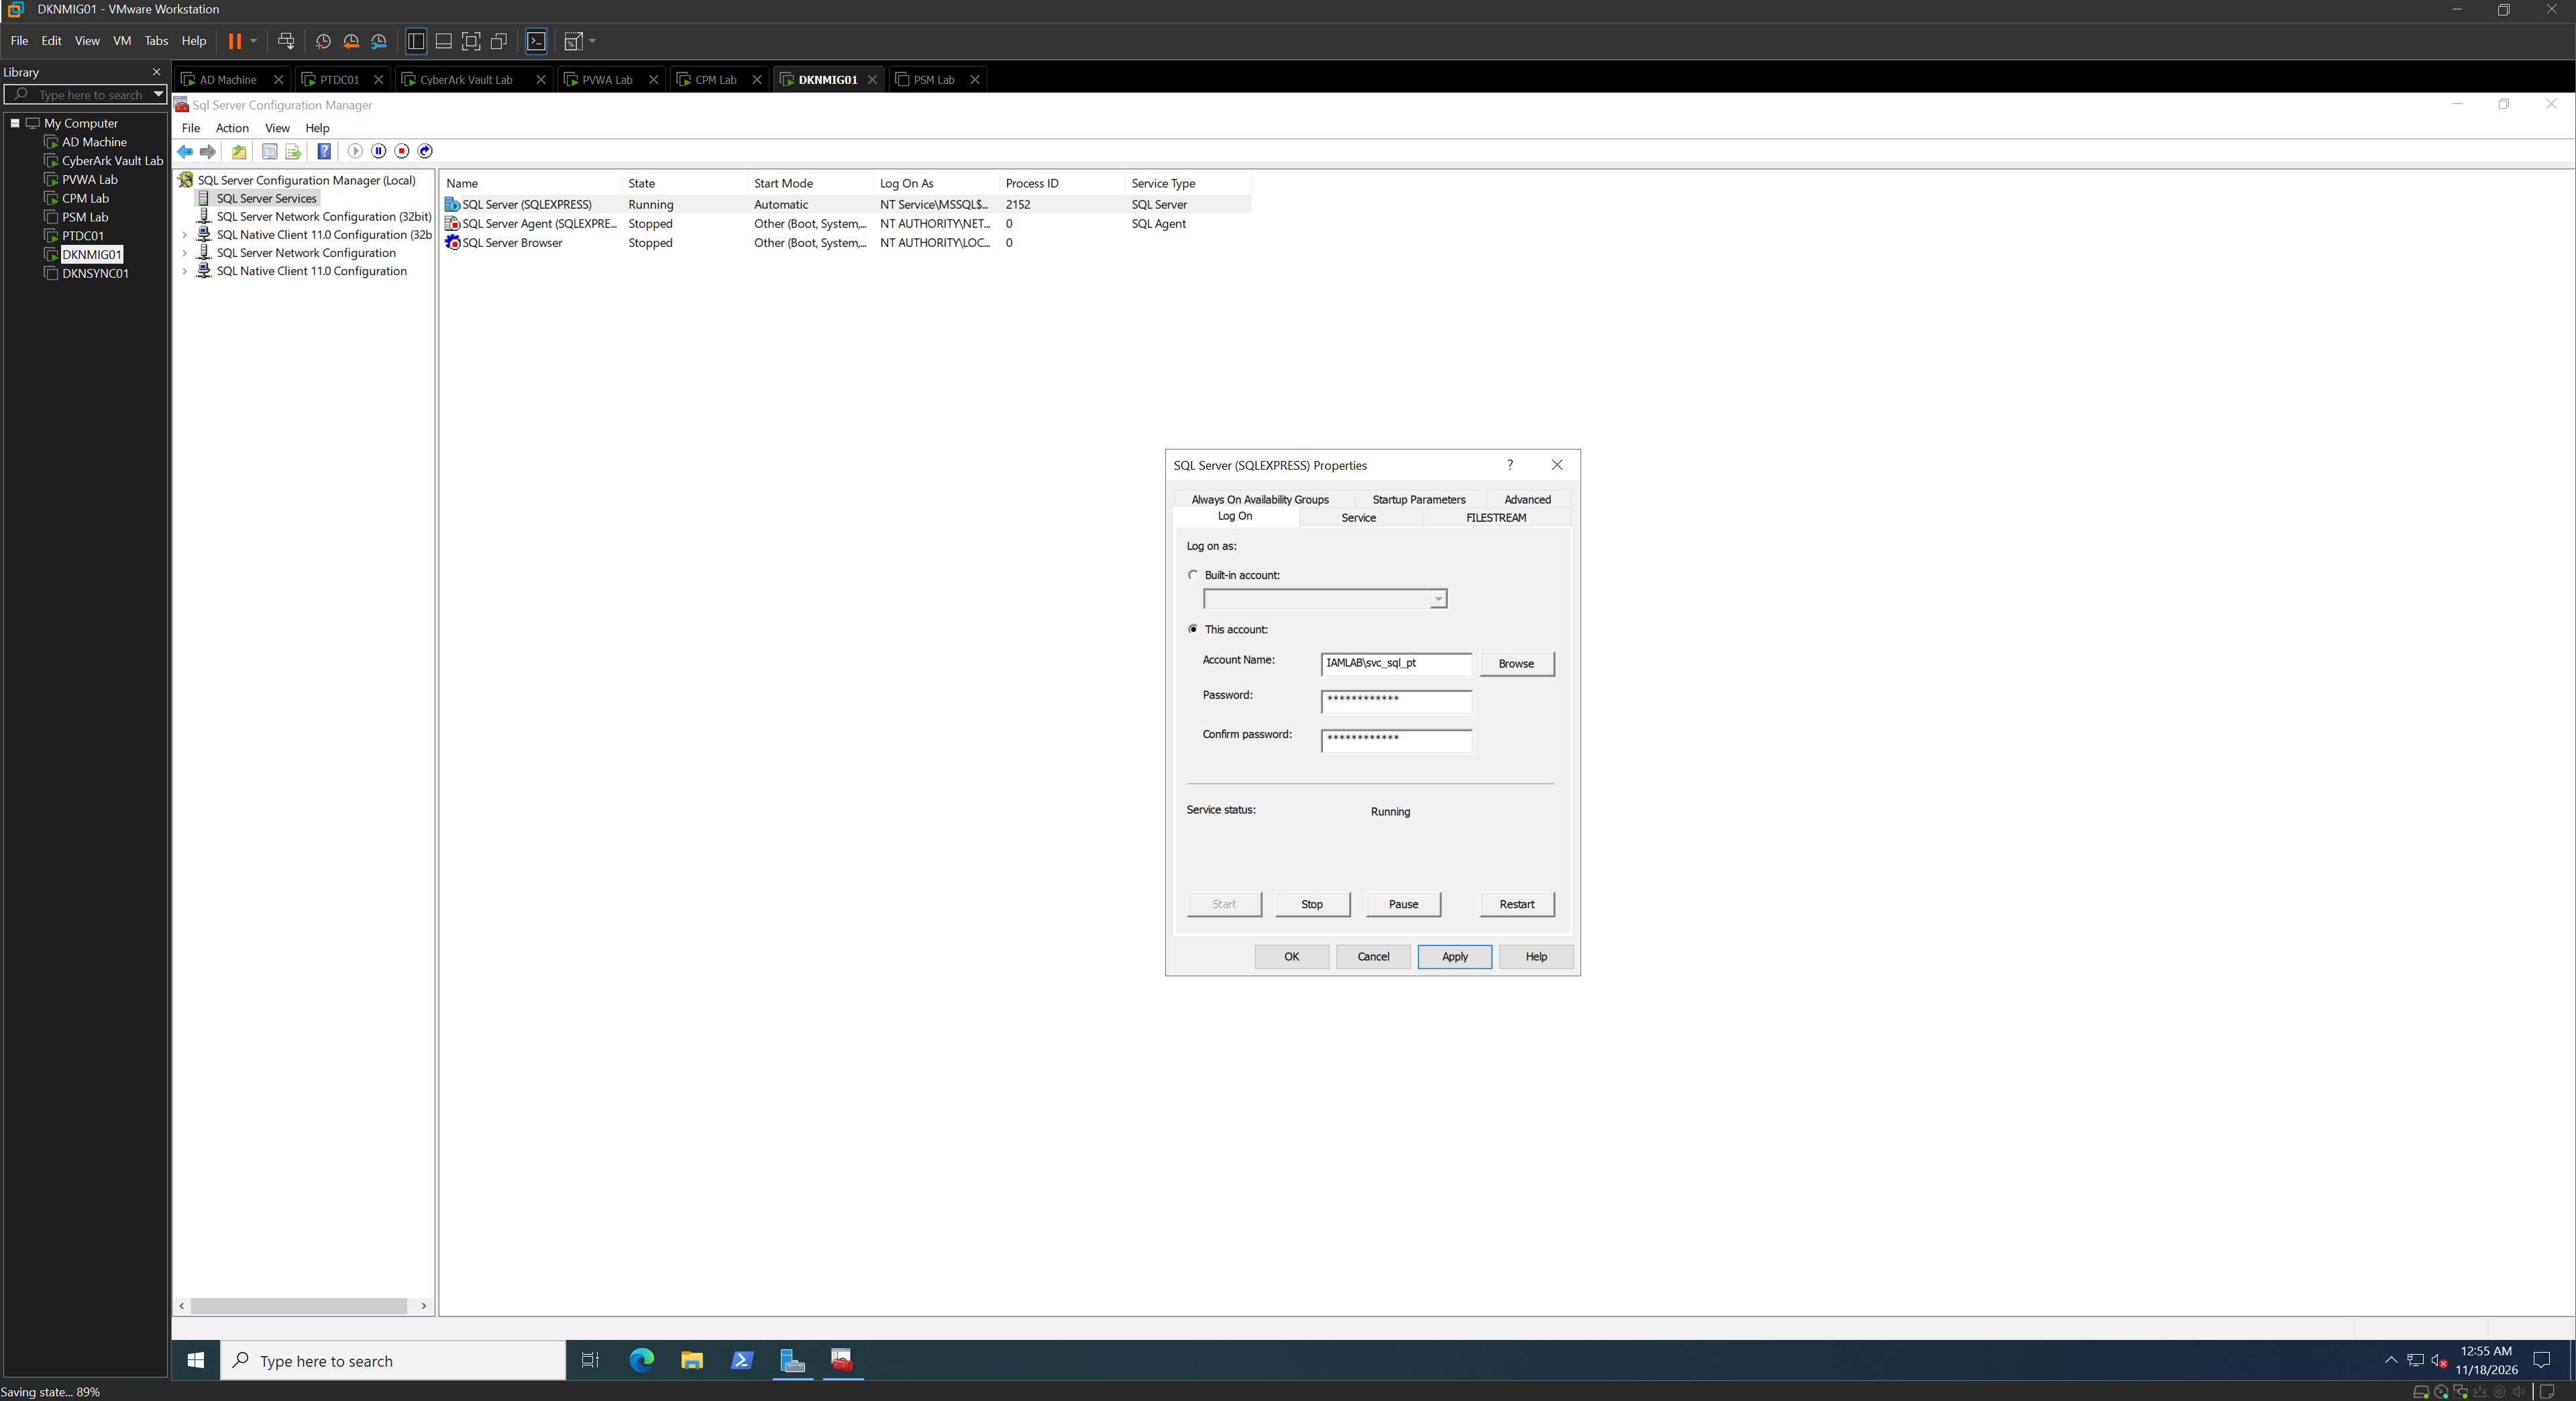 DKNMIG01 - VMware Workstation
File Edit View VM Tabs Help
Library
Type here to search
My Computer
AD Machine
CyberArk Vault Lab
PVWA Lab
CPM Lab
PSM Lab
PTDC01
DKNMIG01
DKNSYNC01
AD Machine PTDC01 CyberArk Vault Lab PVWA Lab CPM Lab DKNMIG01 PSM Lab
Sql Server Configuration Manager
File Action View Help
SQL Server Configuration Manager (Local)
SQL Server Services
SQL Server Network Configuration (32bit)
SQL Native Client 11.0 Configuration (32b
SQL Server Network Configuration
SQL Native Client 11.0 Configuration
Name State Start Mode Log On As Process ID Service Type
SQL Server (SQLEXPRESS) Running Automatic NT Service\MSSQL$... 2152 SQL Server
SQL Server Agent (SQLEXPRE... Stopped Other (Boot, System,... NT AUTHORITY\NET... 0 SQL Agent
SQL Server Browser Stopped Other (Boot, System,... NT AUTHORITY\LOC... 0
SQL Server (SQLEXPRESS) Properties ?
Always On Availability Groups Startup Parameters Advanced
Log On Service FILESTREAM
Log on as:
Built-in account:
This account:
Account Name: IAMLAB\svc_sql_pt Browse
Password: ************
Confirm password: ************
Service status: Running
Start Stop Pause Restart
OK Cancel Apply Help
Type here to search
12:55 AM
11/18/2026
Saving state... 89%